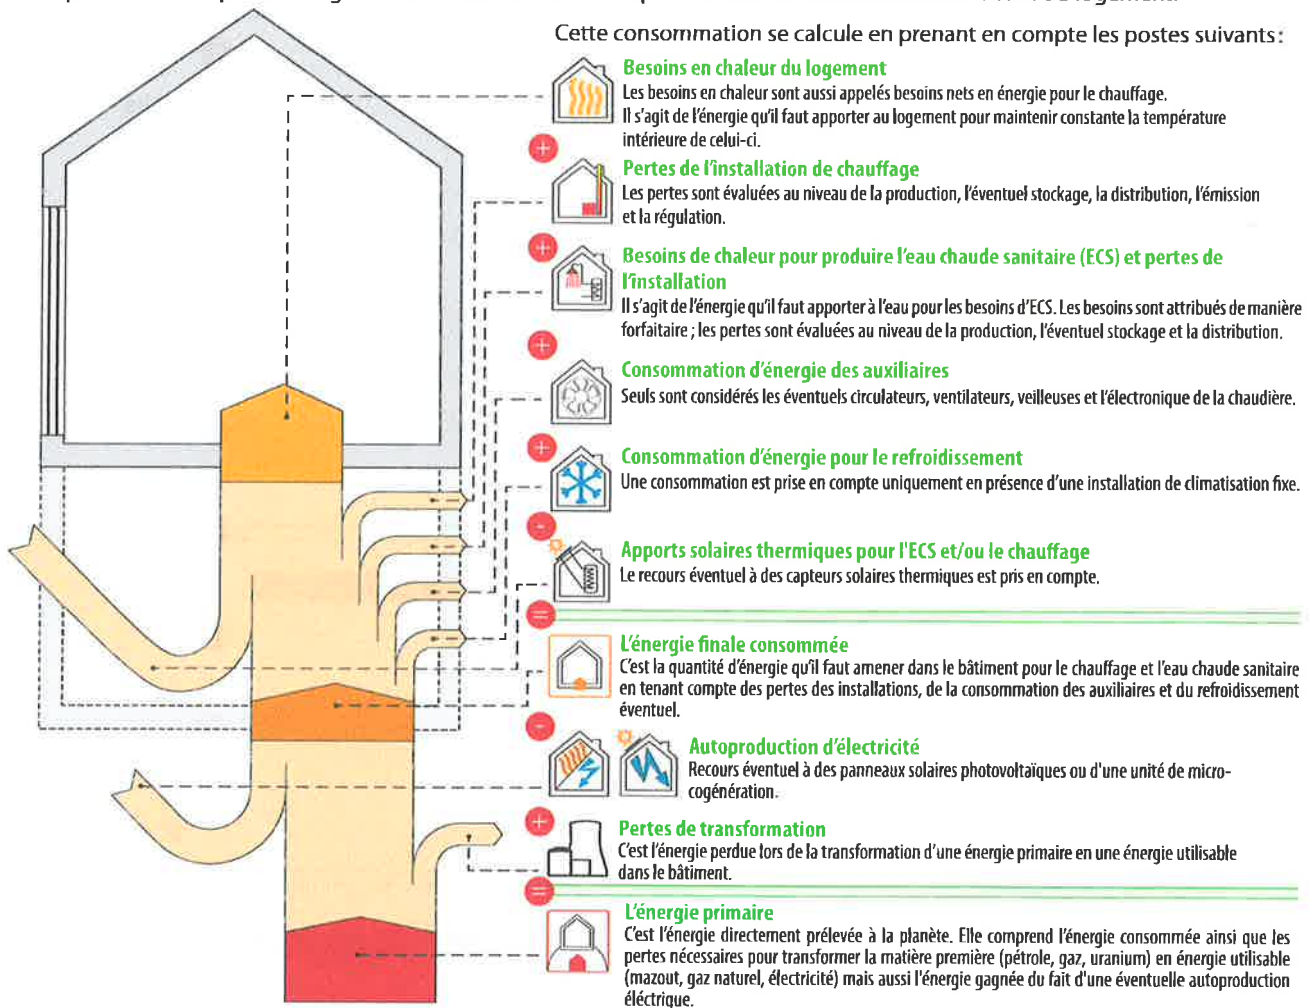 Cette consommation se calcule en prenant en compte les postes suivants:
Besoins en chaleur du logement
Les besoins en chaleur sont aussi appelés besoins nets en énergie pour le chauffage.
Il s'agit de l'énergie qu'il faut apporter au logement pour maintenir constante la température
intérieure de celui-ci.
+
Pertes de l'installation de chauffage
Les pertes sont évaluées au niveau de la production, l'éventuel stockage, la distribution, l'émission
et la régulation.
+
Besoins de chaleur pour produire l'eau chaude sanitaire (ECS) et pertes de
l'installation
Il s'agit de l'énergie qu'il faut apporter à l'eau pour les besoins d'ECS. Les besoins sont attribués de manière
forfaitaire ; les pertes sont évaluées au niveau de la production, l'éventuel stockage et la distribution.
+
Consommation d'énergie des auxiliaires
Seuls sont considérés les éventuels circulateurs, ventilateurs, veilleuses et l'électronique de la chaudière.
+
Consommation d'énergie pour le refroidissement
Une consommation est prise en compte uniquement en présence d'une installation de climatisation fixe.
-
Apports solaires thermiques pour l'ECS et/ou le chauffage
Le recours éventuel à des capteurs solaires thermiques est pris en compte.
=
L'énergie finale consommée
C'est la quantité d'énergie qu'il faut amener dans le bâtiment pour le chauffage et l'eau chaude sanitaire
en tenant compte des pertes des installations, de la consommation des auxiliaires et du refroidissement
éventuel.
-
Autoproduction d'électricité
Recours éventuel à des panneaux solaires photovoltaïques ou d'une unité de micro-
cogénération.
+
Pertes de transformation
C'est l'énergie perdue lors de la transformation d'une énergie primaire en une énergie utilisable
dans le bâtiment.
=
L'énergie primaire
C'est l'énergie directement prélevée à la planète. Elle comprend l'énergie consommée ainsi que les
pertes nécessaires pour transformer la matière première (pétrole, gaz, uranium) en énergie utilisable
(mazout, gaz naturel, électricité) mais aussi l'énergie gagnée du fait d'une éventuelle autoproduction
éléctrique.